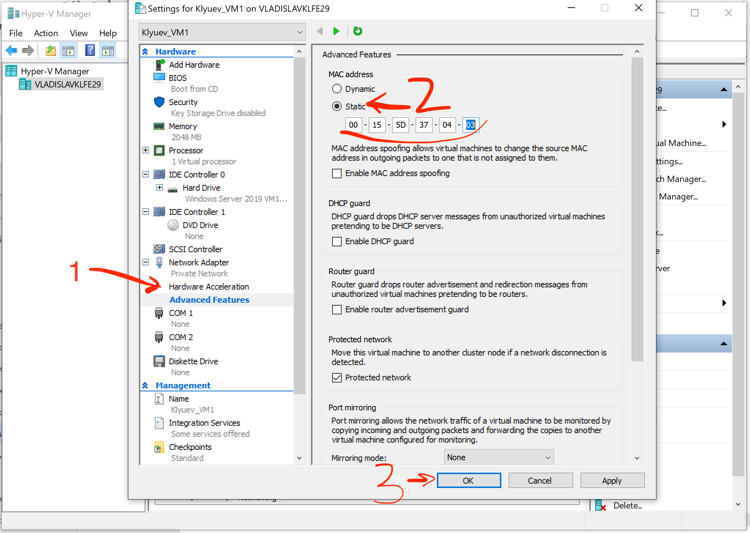 Hyper-V Manager
File Action View Help
Hyper-V Manager
VLADISLAVKLFE29
Settings for Klyuev_VM1 on VLADISLAVKLFE29
Klyuev_VM1
Hardware
Add Hardware
BIOS
Boot from CD
Security
Key Storage Drive disabled
Memory
2048 MB
Processor
1 Virtual processor
IDE Controller 0
Hard Drive
Windows Server 2019 VM1...
IDE Controller 1
DVD Drive
None
SCSI Controller
Network Adapter
Private Network
1
Hardware Acceleration
Advanced Features
COM 1
None
COM 2
None
Diskette Drive
None
Management
Name
Klyuev_VM1
Integration Services
Some services offered
Checkpoints
Standard
Advanced Features
MAC address
Dynamic
Static
2
00 - 15 - 5D - 37 - 04 - 03
MAC address spoofing allows virtual machines to change the source MAC
address in outgoing packets to one that is not assigned to them.
Enable MAC address spoofing
DHCP guard
DHCP guard drops DHCP server messages from unauthorized virtual machines
pretending to be DHCP servers.
Enable DHCP guard
Router guard
Router guard drops router advertisement and redirection messages from
unauthorized virtual machines pretending to be routers.
Enable router advertisement guard
Protected network
Move this virtual machine to another cluster node if a network disconnection is
detected.
Protected network
Port mirroring
Port mirroring allows the network traffic of a virtual machine to be monitored by
copying incoming and outgoing packets and forwarding the copies to another
virtual machine configured for monitoring.
Mirroring mode: None
3
OK Cancel Apply
29
ual Machine...
ttings...
ch Manager...
Manager...
erver
Delete...